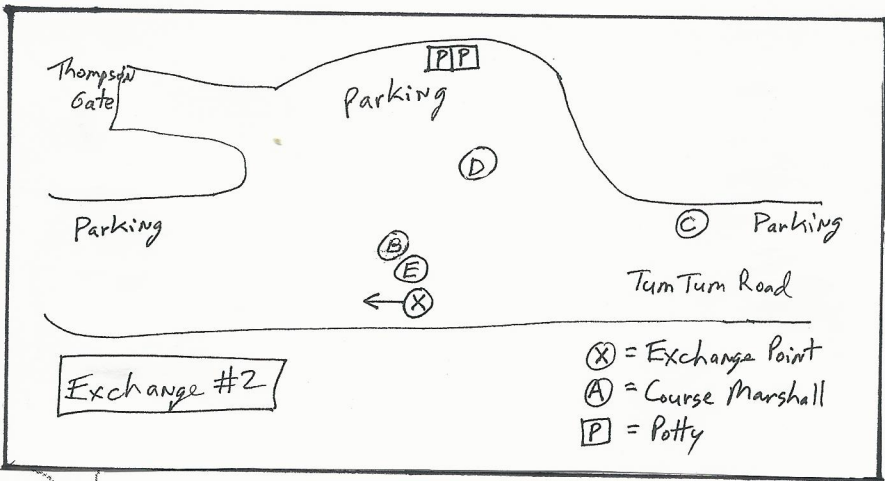 Thompson
Gate
P P
Parking
D
Parking
C
Parking
B
E
X
Tum Tum Road
Exchange #2
X = Exchange Point
A = Course Marshall
P = Potty